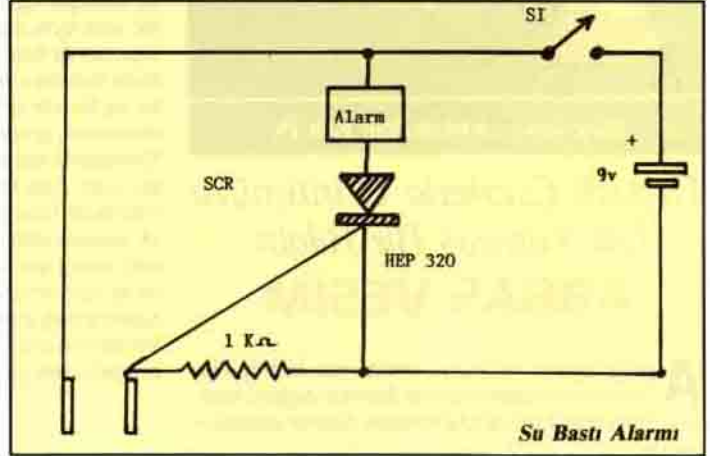 SI
Alarm
+
9v
SCR
HEP 320
1 KΩ
Su Bastı Alarmı